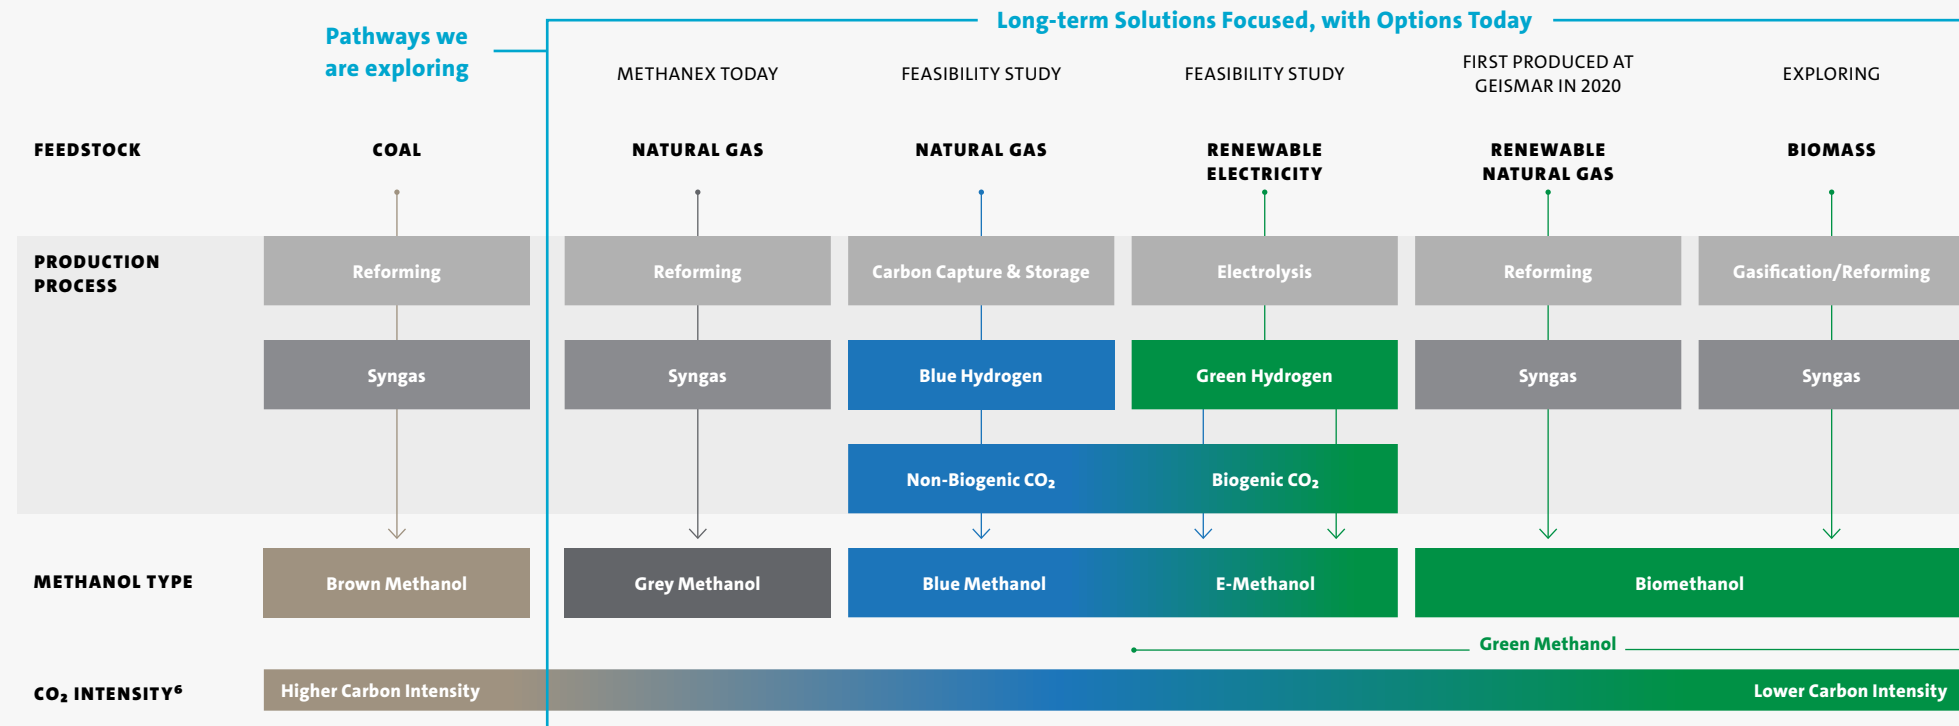 Pathways we
are exploring
Long-term Solutions Focused, with Options Today
METHANEX TODAY
FEASIBILITY STUDY
FEASIBILITY STUDY
FIRST PRODUCED AT
GEISMAR IN 2020
EXPLORING
FEEDSTOCK
COAL
NATURAL GAS
NATURAL GAS
RENEWABLE
ELECTRICITY
RENEWABLE
NATURAL GAS
BIOMASS
PRODUCTION
PROCESS
Reforming
Reforming
Carbon Capture & Storage
Electrolysis
Reforming
Gasification/Reforming
Syngas
Syngas
Blue Hydrogen
Green Hydrogen
Syngas
Syngas
Non-Biogenic CO₂
Biogenic CO₂
METHANOL TYPE
Brown Methanol
Grey Methanol
Blue Methanol
E-Methanol
Biomethanol
Green Methanol
CO₂ INTENSITY⁶
Higher Carbon Intensity
Lower Carbon Intensity